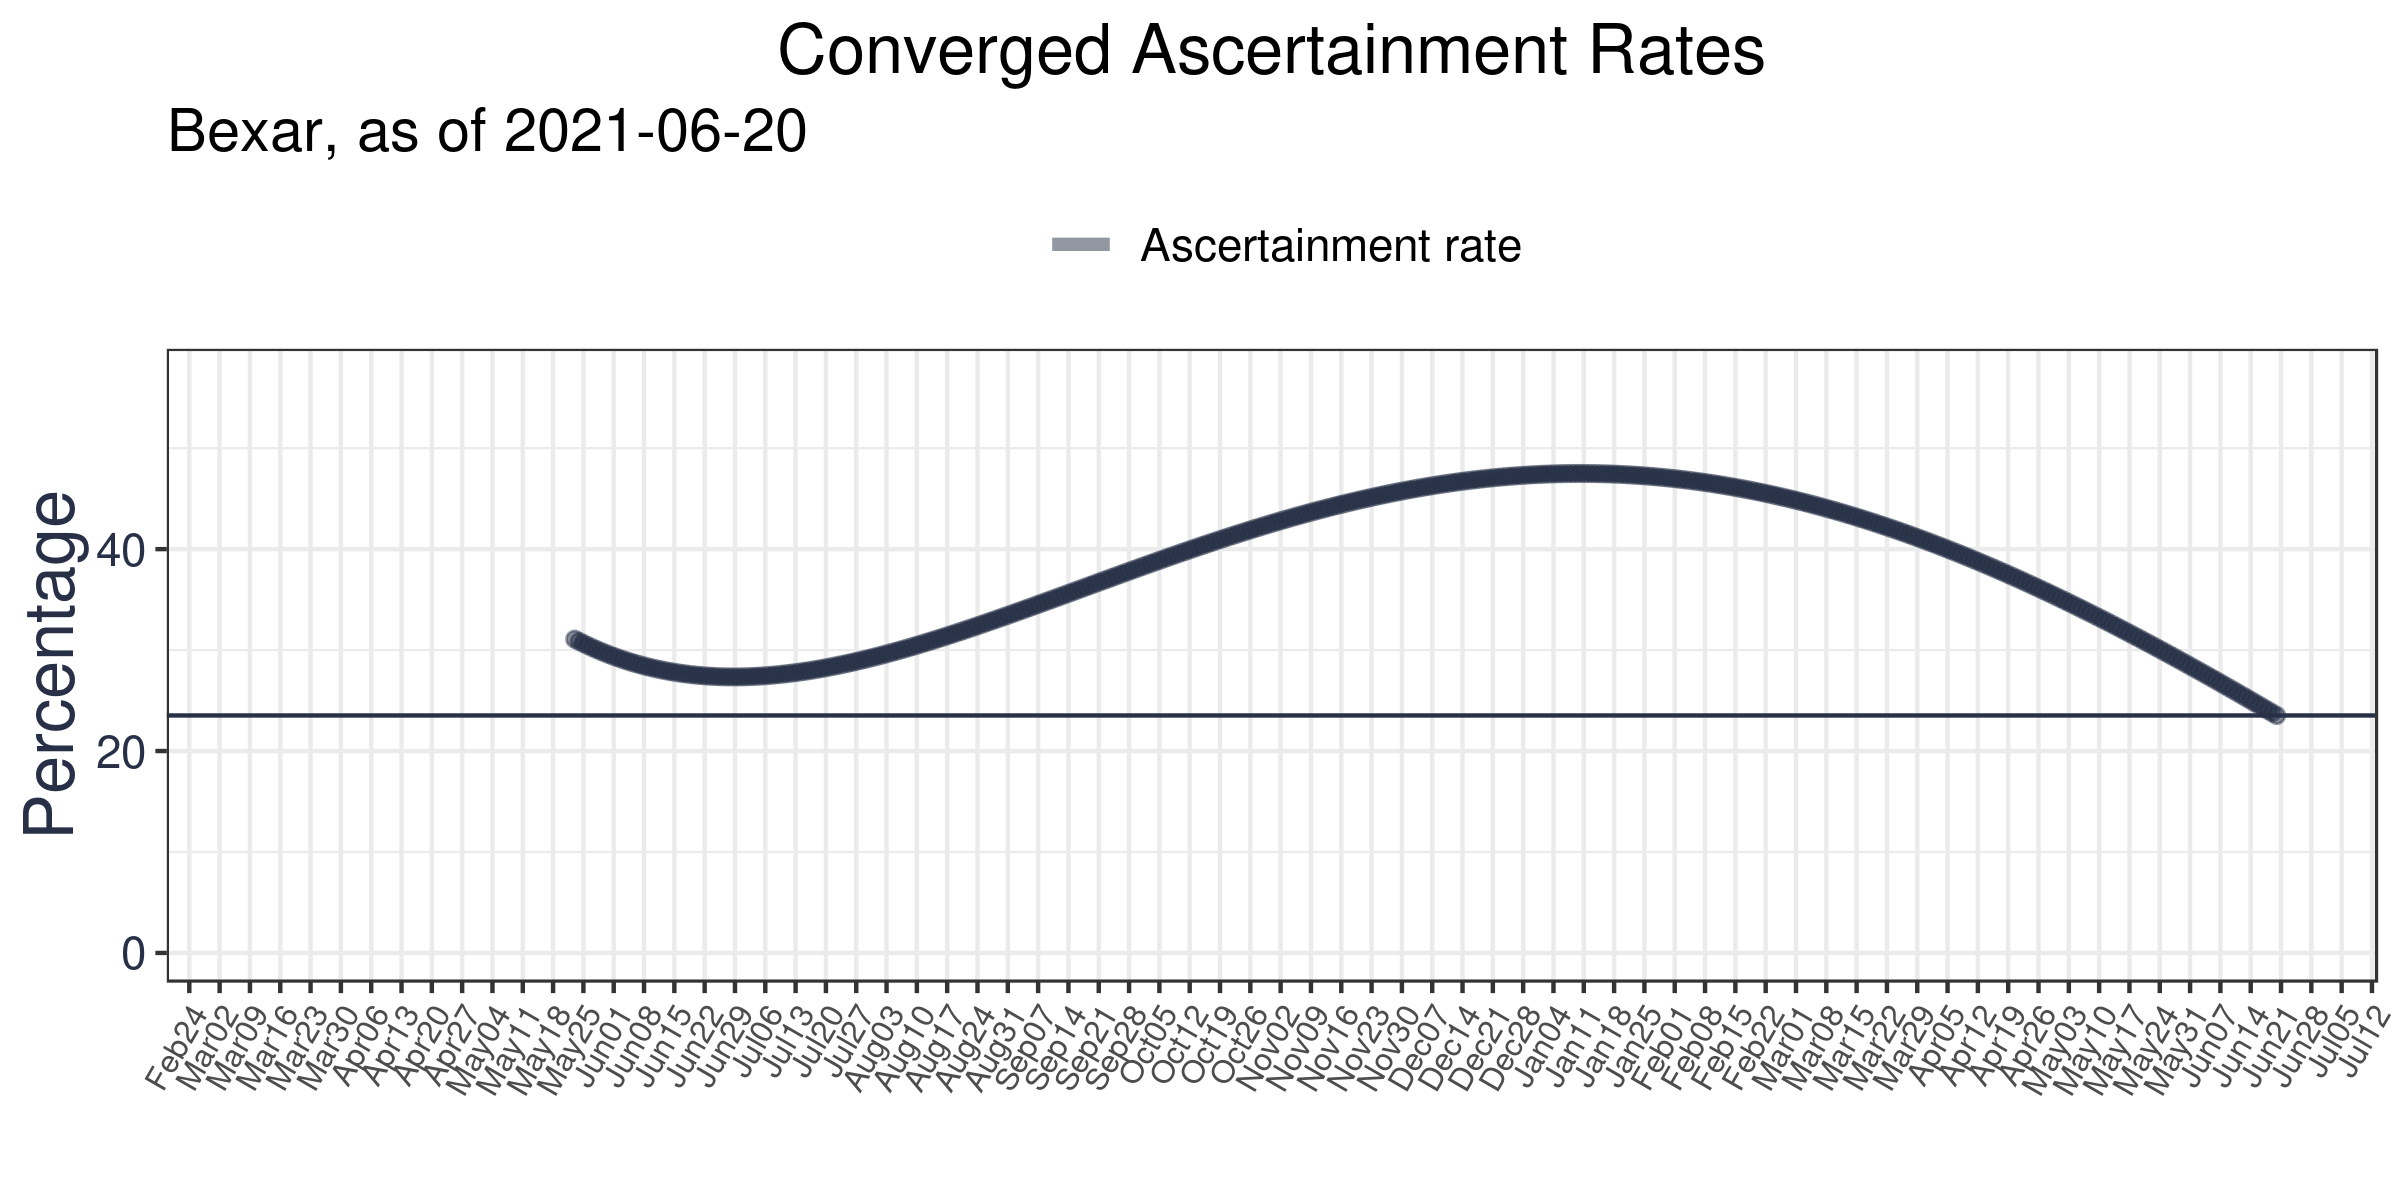 Converged Ascertainment Rates
Bexar, as of 2021-06-20
Ascertainment rate
Percentage
40
20
0
Feb24
Mar02
Mar09
Mar16
Mar23
Mar30
Apr06
Apr13
Apr20
Apr27
May04
May11
May18
May25
Jun01
Jun08
Jun15
Jun22
Jun29
Jul06
Jul13
Jul20
Jul27
Aug03
Aug10
Aug17
Aug24
Aug31
Sep07
Sep14
Sep21
Sep28
Oct05
Oct12
Oct19
Oct26
Nov02
Nov09
Nov16
Nov23
Nov30
Dec07
Dec14
Dec21
Dec28
Jan04
Jan11
Jan18
Jan25
Feb01
Feb08
Feb15
Feb22
Mar01
Mar08
Mar15
Mar22
Mar29
Apr05
Apr12
Apr19
Apr26
May03
May10
May17
May24
May31
Jun07
Jun14
Jun21
Jun28
Jul05
Jul12